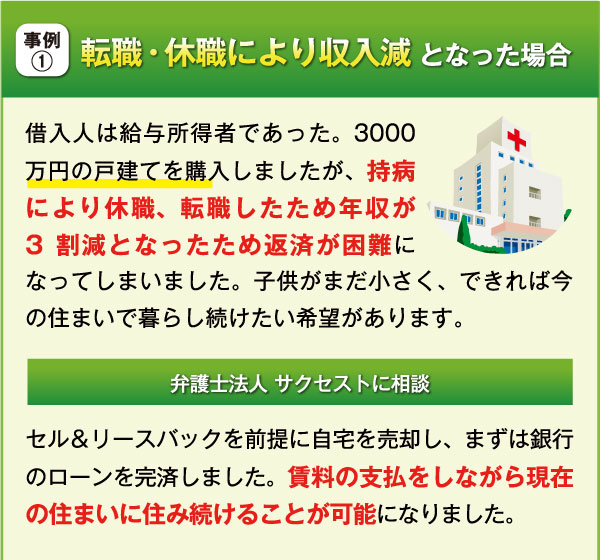 事例
①
転職・休職により収入減 となった場合
借入人は給与所得者であった。3000
万円の戸建てを購入しましたが、持病
により休職、転職したため年収が
3 割減となったため返済が困難に
なってしまいました。子供がまだ小さく、できれば今
の住まいで暮らし続けたい希望があります。
弁護士法人 サクセストに相談
セル＆リースバックを前提に自宅を売却し、まずは銀行
のローンを完済しました。賃料の支払をしながら現在
の住まいに住み続けることが可能になりました。